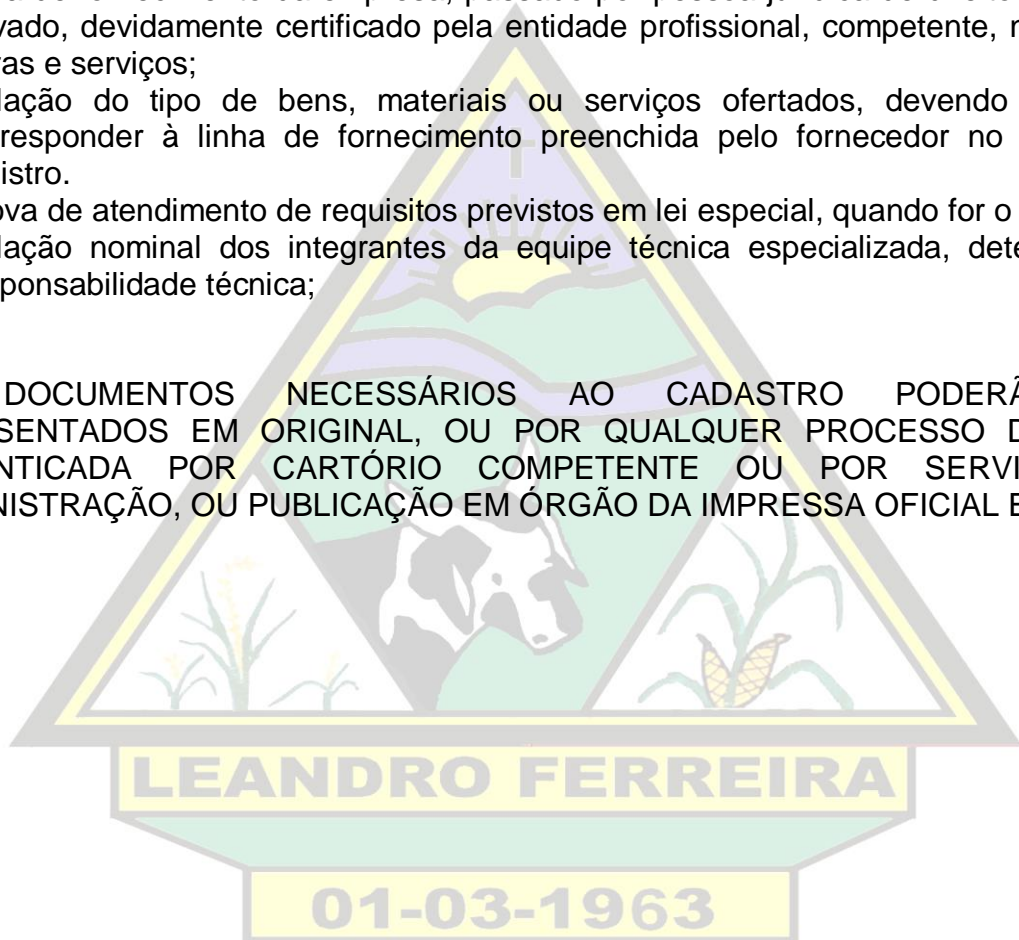 vado, devidamente certificado pela entidade profissional, competente, n
as e serviços;
lação do tipo de bens, materiais ou serviços ofertados, devendo
responder à linha de fornecimento preenchida pelo fornecedor no
istro.
ova de atendimento de requisitos previstos em lei especial, quando for o
lação nominal dos integrantes da equipe técnica especializada, dete
ponsabilidade técnica;
DOCUMENTOS NECESSÁRIOS AO CADASTRO PODERÃ
SENTADOS EM ORIGINAL, OU POR QUALQUER PROCESSO D
NTICADA POR CARTÓRIO COMPETENTE OU POR SERVI
NISTRAÇÃO, OU PUBLICAÇÃO EM ÓRGÃO DA IMPRESSA OFICIAL E
LEANDRO FERREIRA
01-03-1963